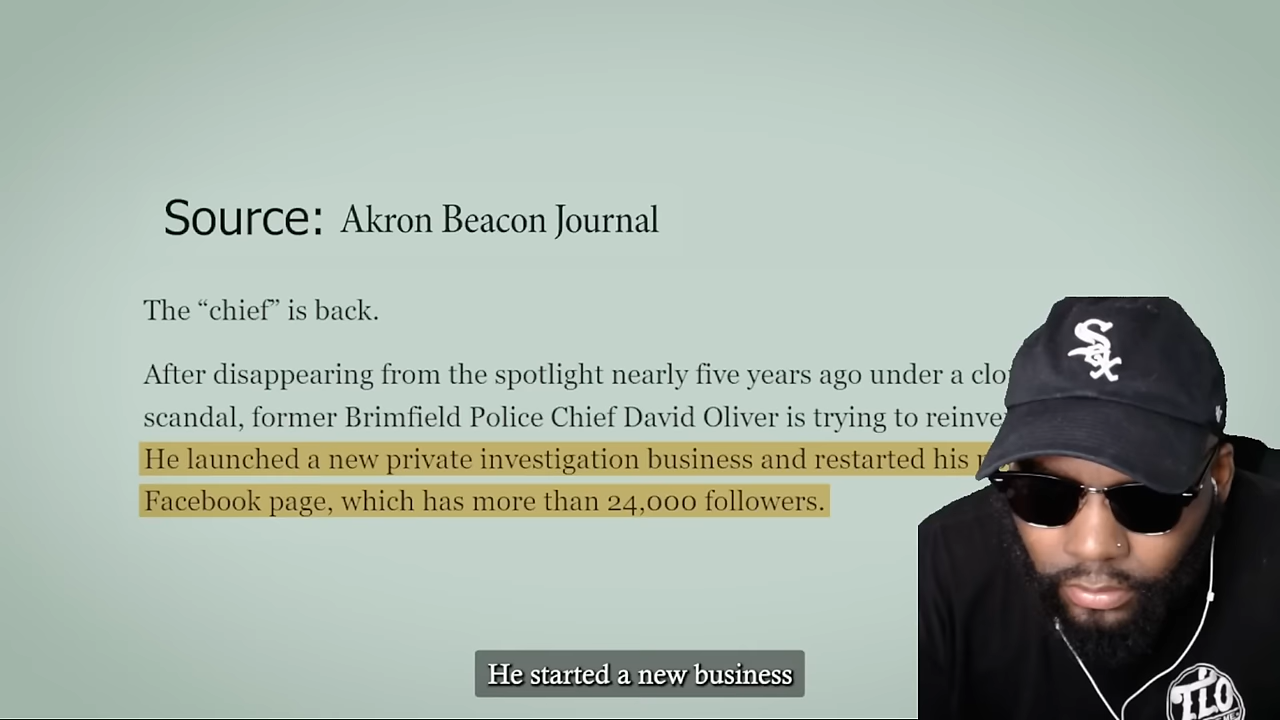 Source: Akron Beacon Journal
The “chief” is back.
After disappearing from the spotlight nearly five years ago under a
scandal, former Brimfield Police Chief David Oliver is trying to
He launched a new private investigation business and restarted his
Facebook page, which has more than 24,000 followers.
Sox
TLO
He started a new business